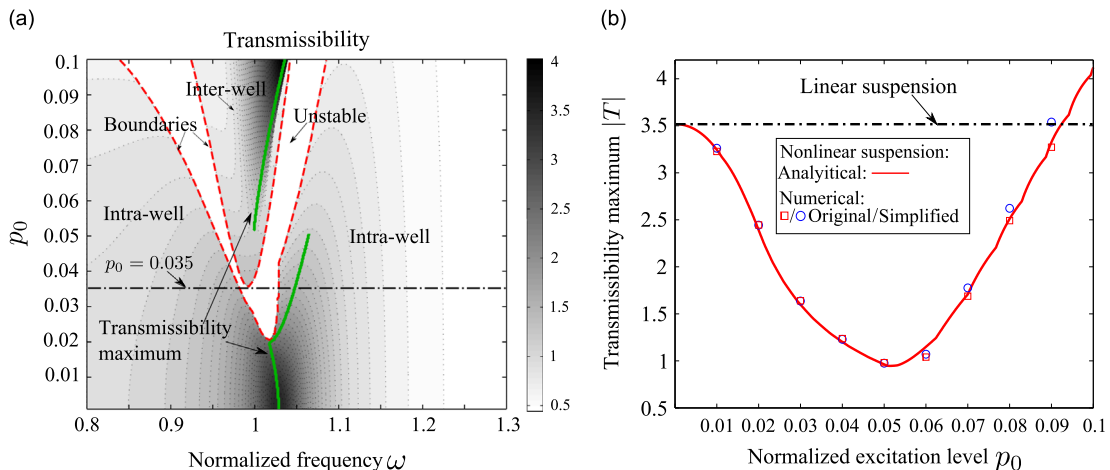 (a)
Transmissibility
p0
0.1
0.09
0.08
0.07
0.06
0.05
0.04
0.03
0.02
0.01
Inter-well
Boundaries
Unstable
Intra-well
Intra-well
p0 = 0.035
Transmissibility
maximum
0.8
0.9
1
1.1
1.2
1.3
Normalized frequency ω
4
3.5
3
2.5
2
1.5
1
0.5
(b)
Transmissibility maximum |T|
4
3.5
3
2.5
2
1.5
1
0.5
Linear suspension
Nonlinear suspension:
Analyitical:
Numerical:
/ Original/Simplified
0.01 0.02 0.03 0.04 0.05 0.06 0.07 0.08 0.09 0.1
Normalized excitation level p0